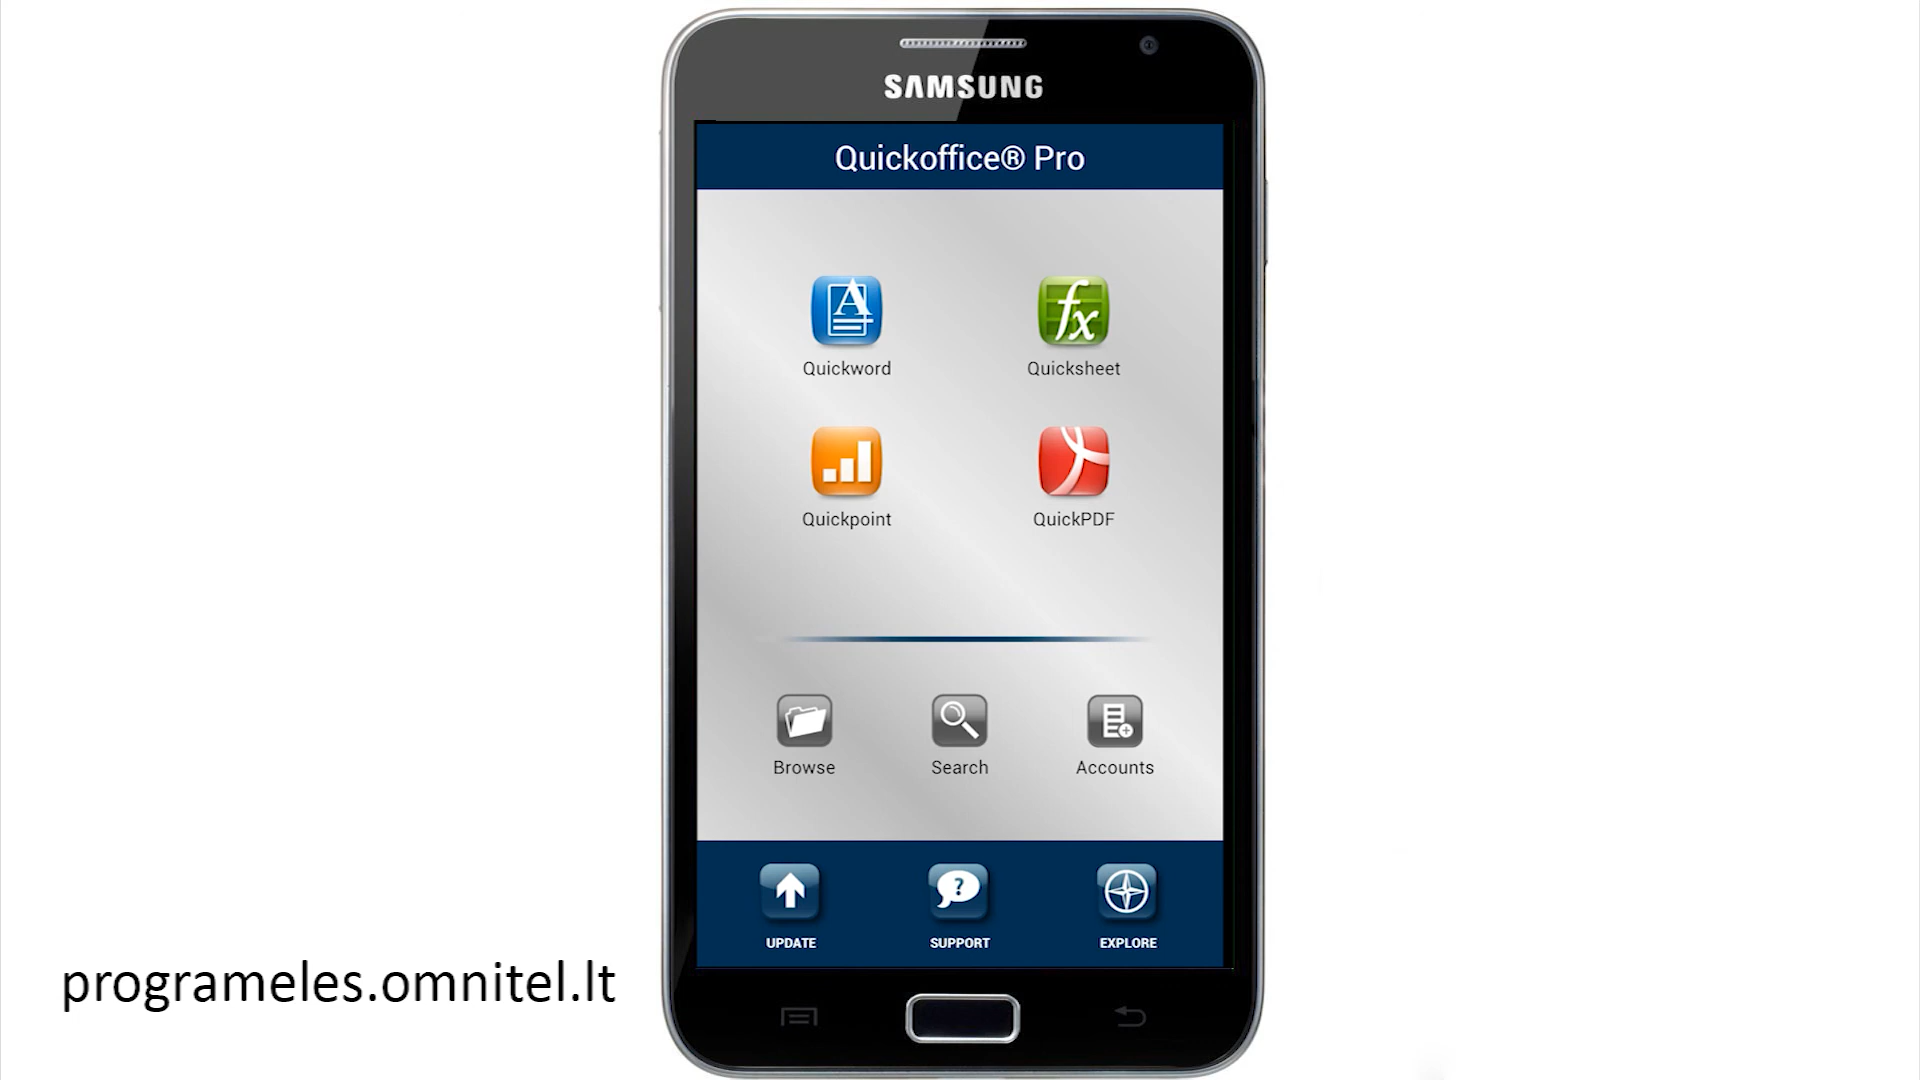 SAMSUNG
Quickoffice® Pro
Quickword
Quicksheet
Quickpoint
QuickPDF
Browse
Search
Accounts
UPDATE
SUPPORT
EXPLORE
programeles.omnitel.lt